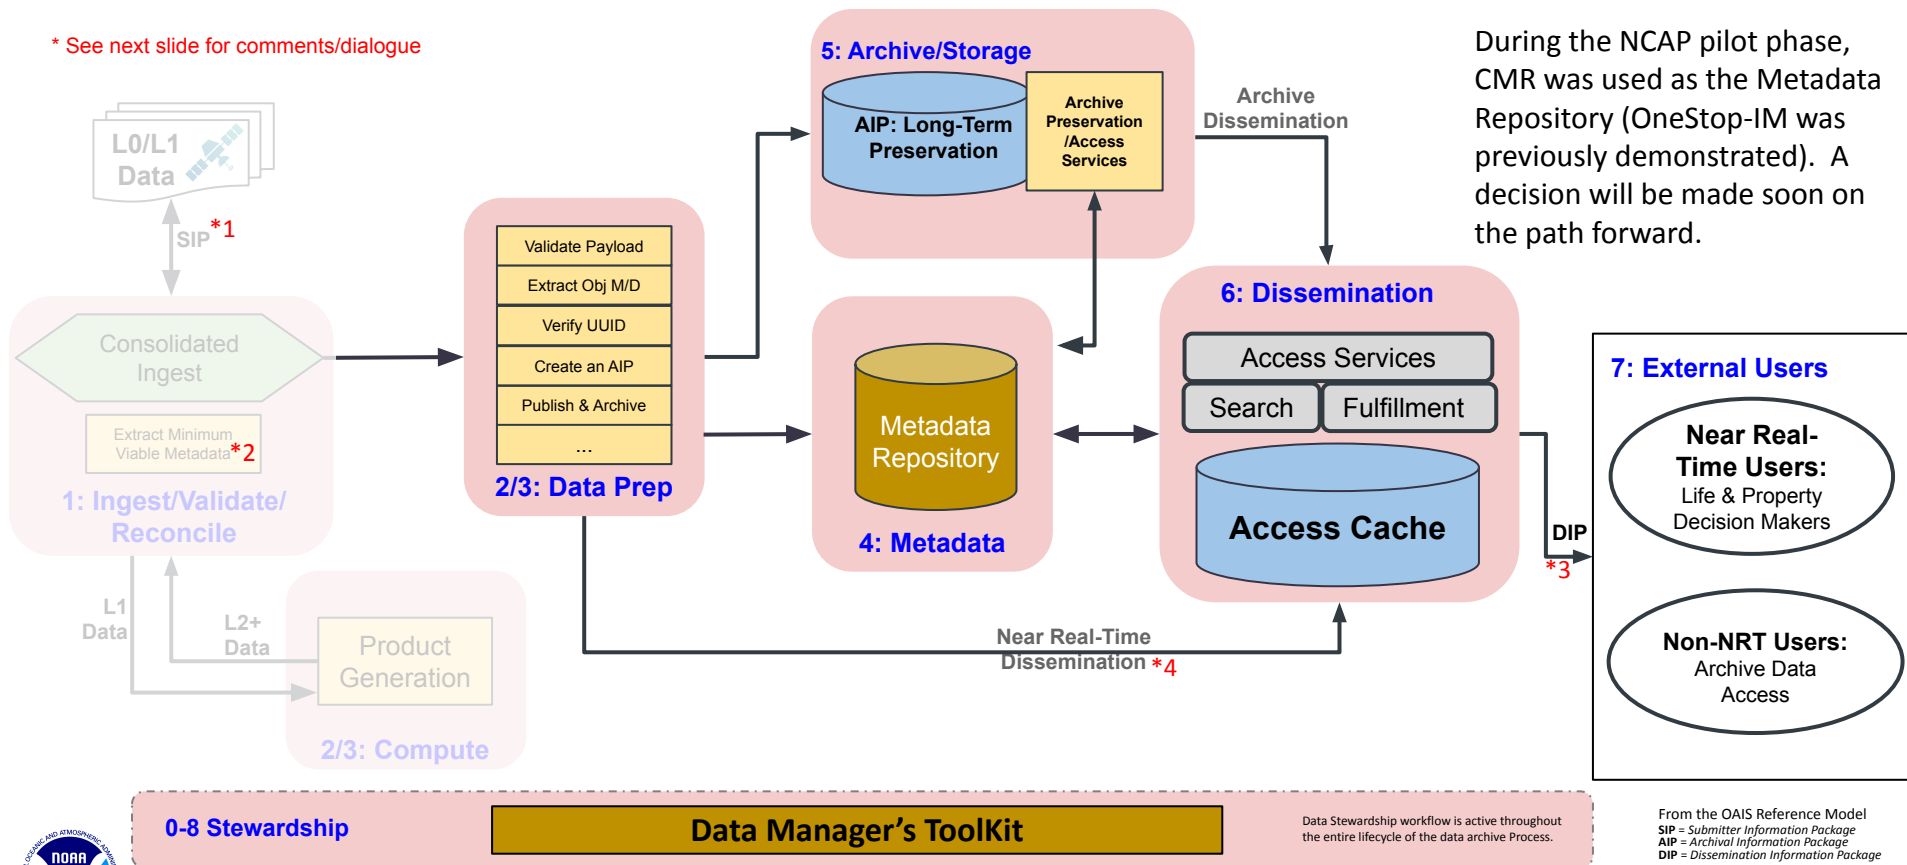 * See next slide for comments/dialogue
L0/L1
Data
SIP
*1
Consolidated
Ingest
Extract Minimum
Viable Metadata
*2
1: Ingest/Validate/
Reconcile
L1
Data
L2+
Data
Product
Generation
2/3: Compute
Validate Payload
Extract Obj M/D
Verify UUID
Create an AIP
Publish & Archive
...
2/3: Data Prep
5: Archive/Storage
AIP: Long-Term
Preservation
Archive
Preservation
/Access
Services
Archive
Dissemination
Metadata
Repository
4: Metadata
Near Real-Time
Dissemination
*4
6: Dissemination
Access Services
Search
Fulfillment
Access Cache
DIP
*3
During the NCAP pilot phase,
CMR was used as the Metadata
Repository (OneStop-IM was
previously demonstrated). A
decision will be made soon on
the path forward.
7: External Users
Near Real-
Time Users:
Life & Property
Decision Makers
Non-NRT Users:
Archive Data
Access
0-8 Stewardship
Data Manager's ToolKit
Data Stewardship workflow is active throughout
the entire lifecycle of the data archive Process.
From the OAIS Reference Model
SIP = Submitter Information Package
AIP = Archival Information Package
DIP = Dissemination Information Package
NOAA